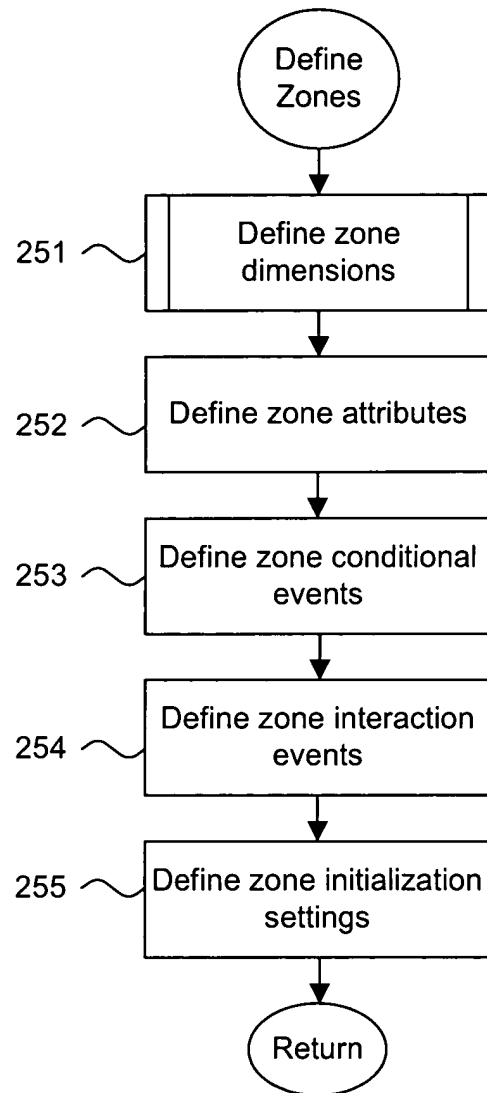 Define
Zones
251
Define zone
dimensions
252
Define zone attributes
253
Define zone conditional
events
254
Define zone interaction
events
255
Define zone initialization
settings
Return